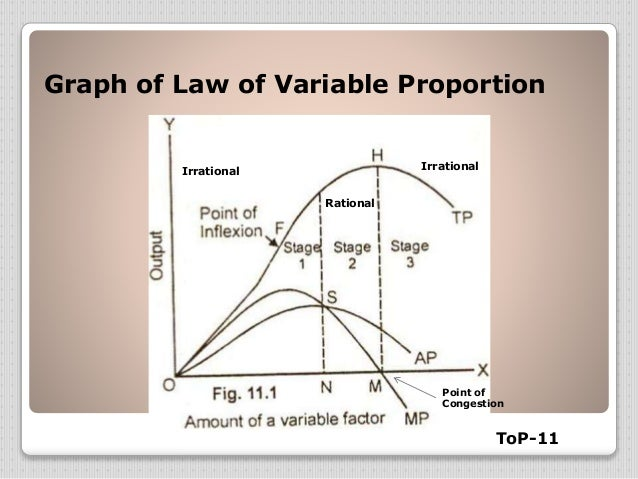 Graph of Law of Variable Proportion
Y
H
Irrational
Irrational
Rational
Point of
Inflexion
F
TP
Stage
1
Stage
2
Stage
3
Output
S
AP
O
N
M
X
Fig. 11.1
Point of
Congestion
Amount of a variable factor
MP
ToP-11